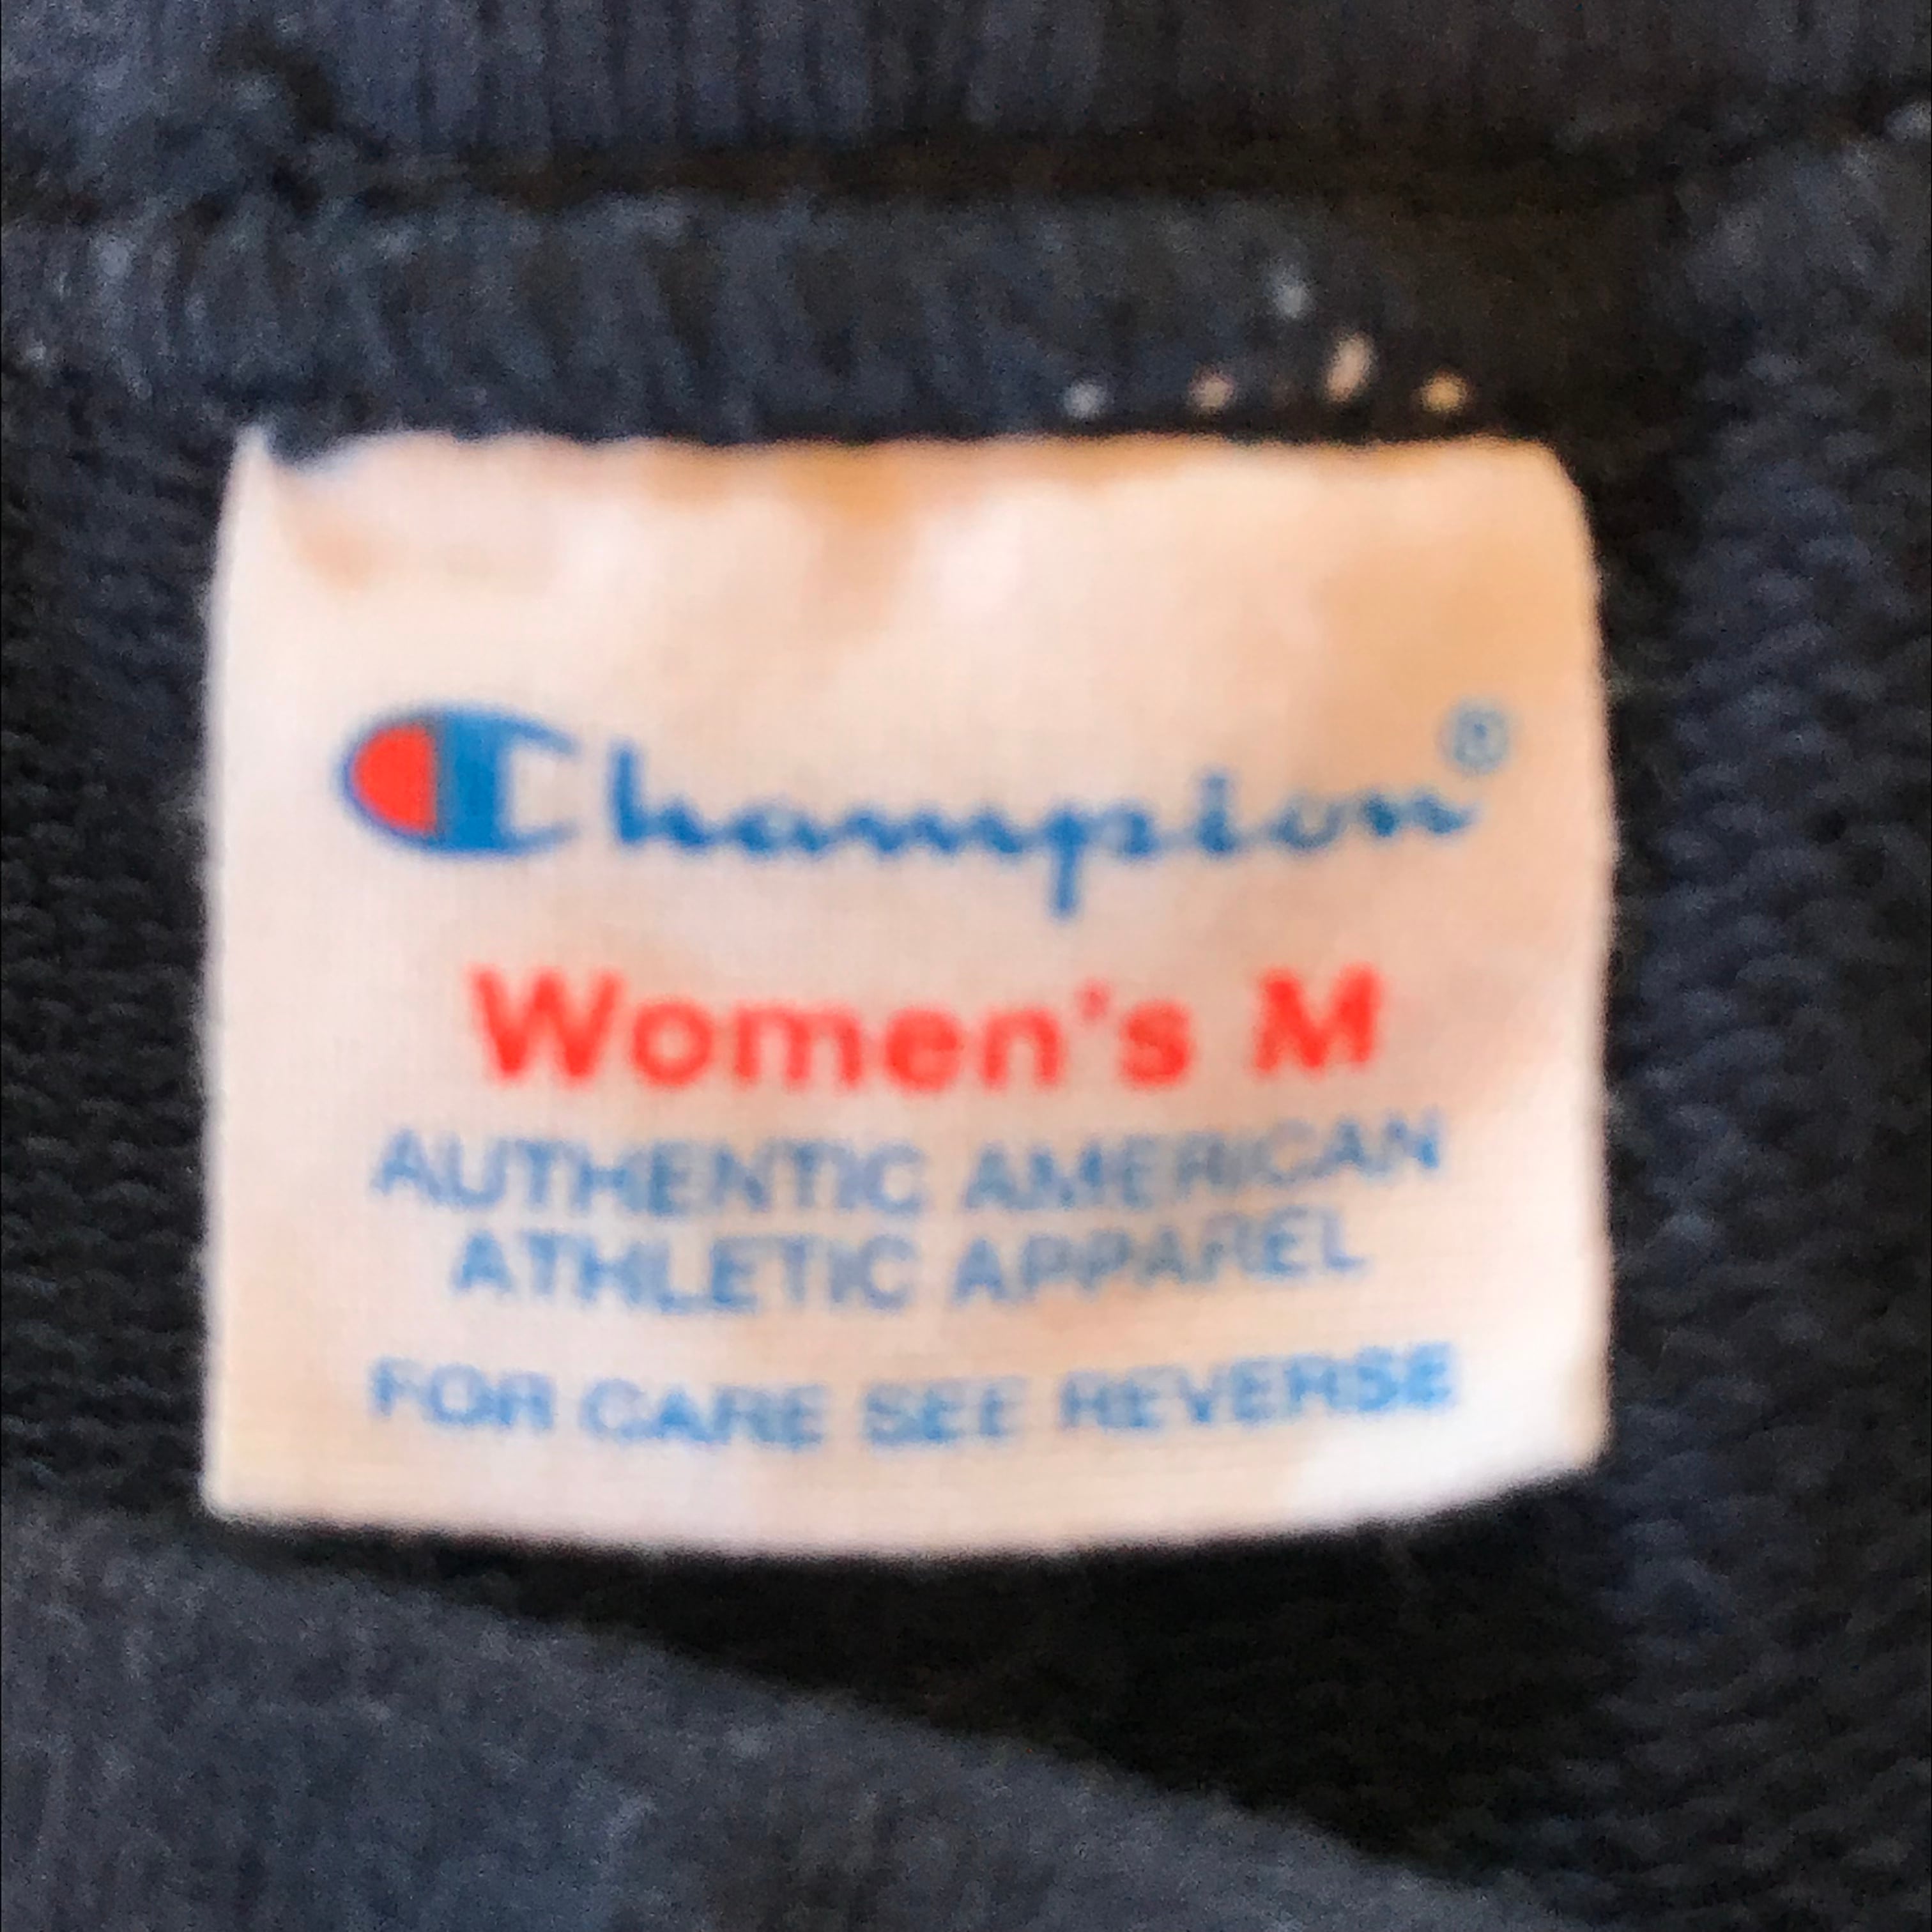 Champion®
Women's M
AUTHENTIC AMERICAN
ATHLETIC APPAREL
FOR CARE SEE REVERSE